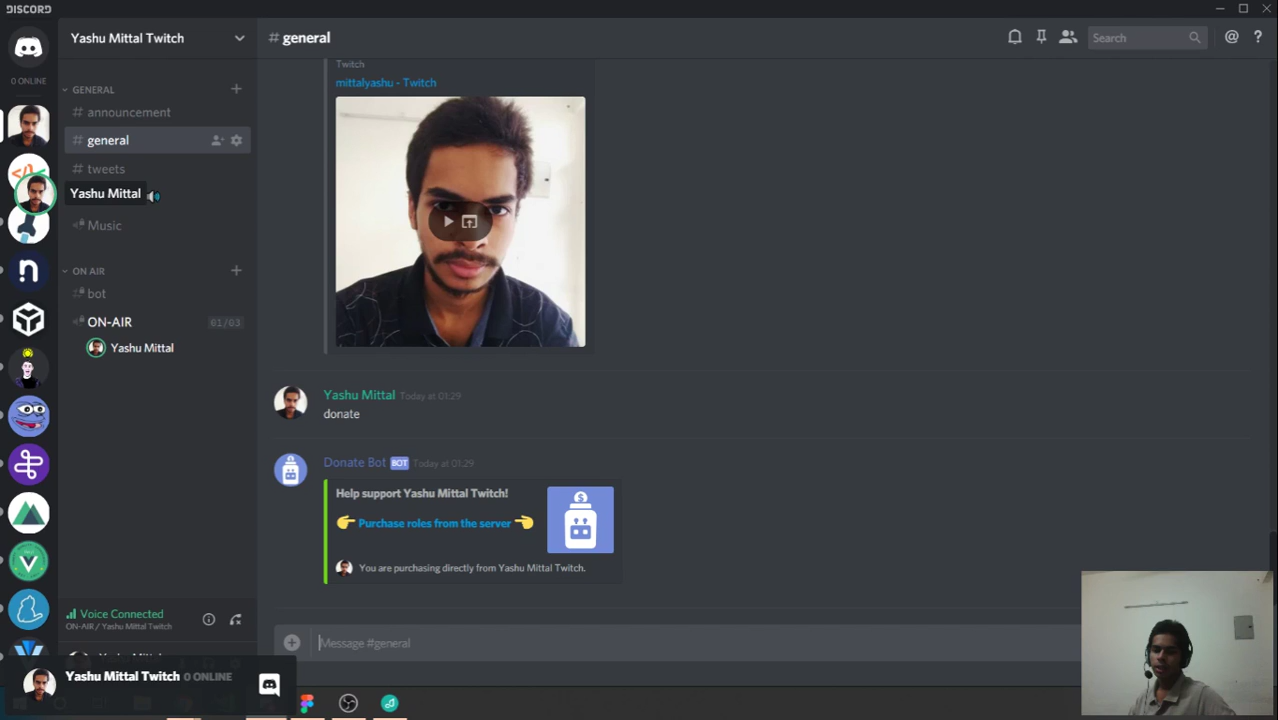 DISCORD
Yashu Mittal Twitch
# general
Search
@
?
0 ONLINE
GENERAL
# announcement
# general
# tweets
Yashu Mittal
Music
ON AIR
bot
ON-AIR
01/03
Yashu Mittal
Voice Connected
ON-AIR / Yashu Mittal Twitch
Yashu Mittal
Yashu Mittal Twitch 0 ONLINE
Twitch
mittalyashu - Twitch
Yashu Mittal Today at 01:29
donate
Donate Bot BOT Today at 01:29
Help support Yashu Mittal Twitch!
Purchase roles from the server
You are purchasing directly from Yashu Mittal Twitch.
Message #general